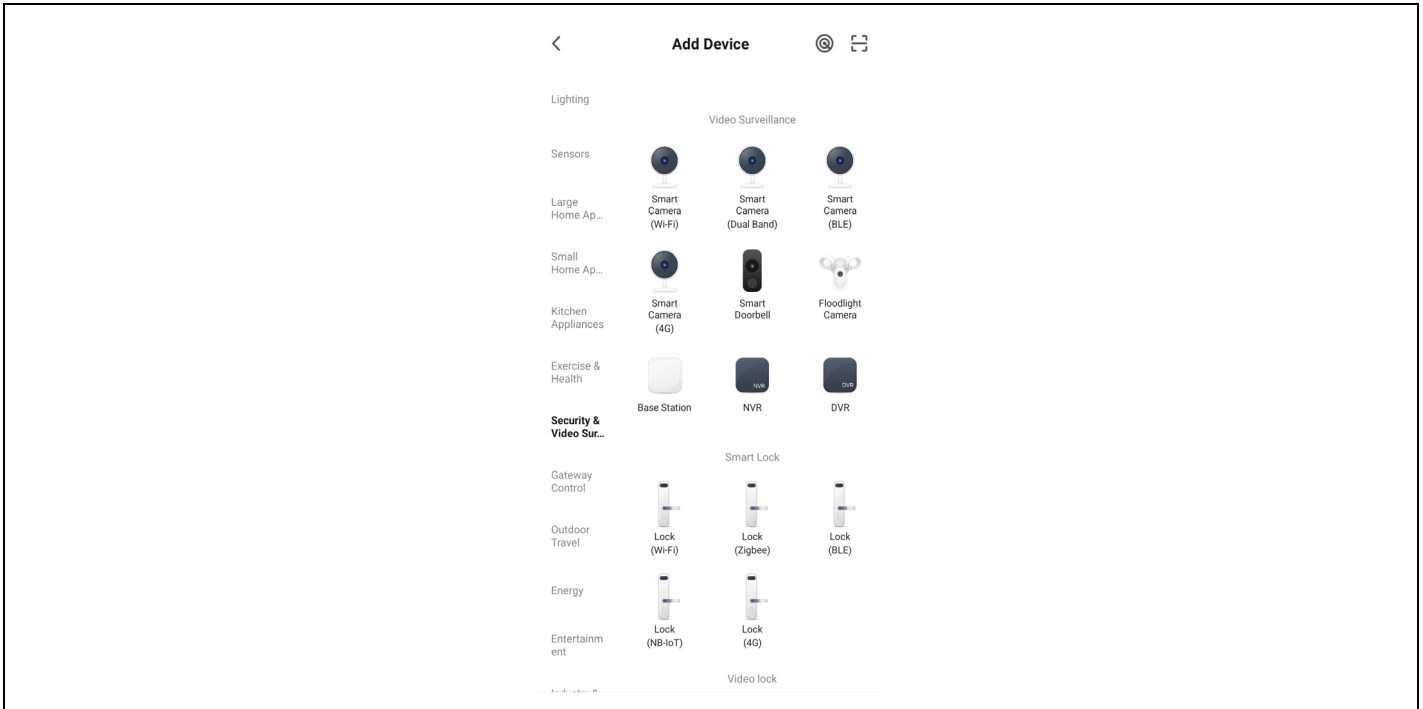 Add Device
Lighting
Sensors
Large
Home Ap...
Small
Home Ap...
Kitchen
Appliances
Exercise &
Health
Security &
Video Sur...
Gateway
Control
Outdoor
Travel
Energy
Entertainm
ent
Video Surveillance
Smart
Camera
(Wi-Fi)
Smart
Camera
(Dual Band)
Smart
Camera
(BLE)
Smart
Camera
(4G)
Smart
Doorbell
Floodlight
Camera
Base Station
NVR
NVR
DVR
DVR
Smart Lock
Lock
(Wi-Fi)
Lock
(Zigbee)
Lock
(BLE)
Lock
(NB-IoT)
Lock
(4G)
Video lock